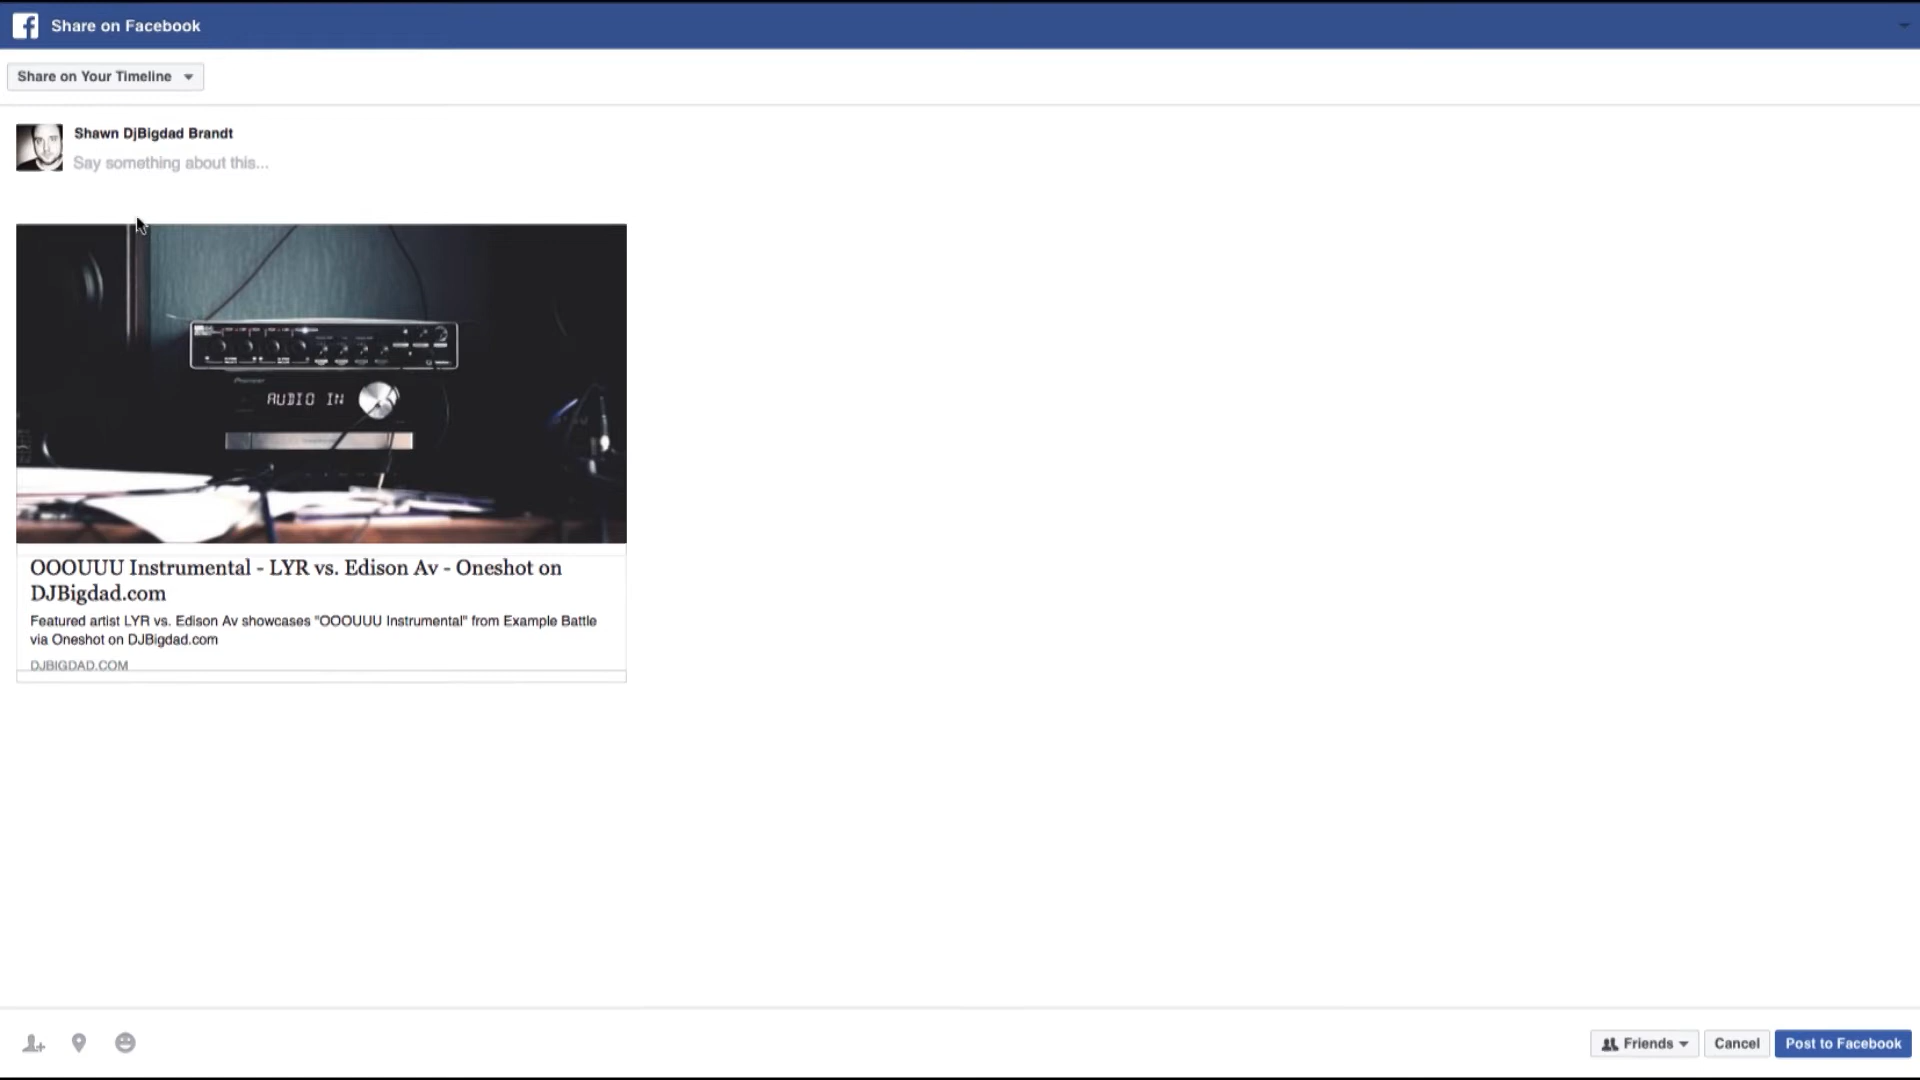 Share on Facebook
Share on Your Timeline
Shawn DjBigdad Brandt
Say something about this...
Pioneer
AUDIO IN
OOOUUU Instrumental - LYR vs. Edison Av - Oneshot on
DJBigdad.com
Featured artist LYR vs. Edison Av showcases "OOOUUU Instrumental" from Example Battle
via Oneshot on DJBigdad.com
DJBIGDAD.COM
Friends
Cancel
Post to Facebook